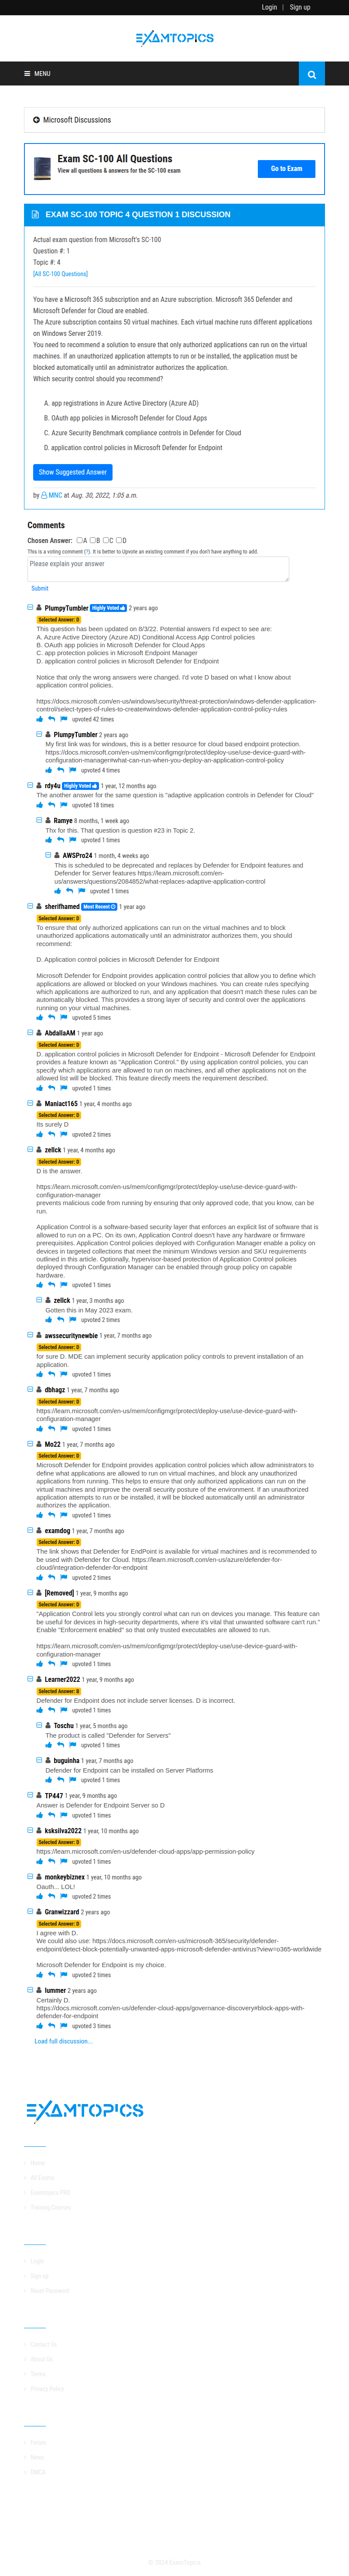 Login | Sign up
EXAMTOPICS
MENU
Microsoft Discussions
Exam SC-100 All Questions
View all questions & answers for the SC-100 exam
Go to Exam
EXAM SC-100 TOPIC 4 QUESTION 1 DISCUSSION
Actual exam question from Microsoft's SC-100
Question #: 1
Topic #: 4
[All SC-100 Questions]
You have a Microsoft 365 subscription and an Azure subscription. Microsoft 365 Defender and
Microsoft Defender for Cloud are enabled.
The Azure subscription contains 50 virtual machines. Each virtual machine runs different applications
on Windows Server 2019.
You need to recommend a solution to ensure that only authorized applications can run on the virtual
machines. If an unauthorized application attempts to run or be installed, the application must be
blocked automatically until an administrator authorizes the application.
Which security control should you recommend?
A. app registrations in Azure Active Directory (Azure AD)
B. OAuth app policies in Microsoft Defender for Cloud Apps
C. Azure Security Benchmark compliance controls in Defender for Cloud
D. application control policies in Microsoft Defender for Endpoint
Show Suggested Answer
by MNC at Aug. 30, 2022, 1:05 a.m.
Comments
Chosen Answer: A B C D
This is a voting comment (?). It is better to Upvote an existing comment if you don't have anything to add.
Please explain your answer
Submit
PlumpyTumbler Highly Voted 2 years ago
Selected Answer: D
This question has been updated on 8/3/22. Potential answers I'd expect to see are:
A. Azure Active Directory (Azure AD) Conditional Access App Control policies
B. OAuth app policies in Microsoft Defender for Cloud Apps
C. app protection policies in Microsoft Endpoint Manager
D. application control policies in Microsoft Defender for Endpoint
Notice that only the wrong answers were changed. I'd vote D based on what I know about
application control policies.
https://docs.microsoft.com/en-us/windows/security/threat-protection/windows-defender-application-
control/select-types-of-rules-to-create#windows-defender-application-control-policy-rules
upvoted 42 times
PlumpyTumbler 2 years ago
My first link was for windows, this is a better resource for cloud based endpoint protection.
https://docs.microsoft.com/en-us/mem/configmgr/protect/deploy-use/use-device-guard-with-
configuration-manager#what-can-run-when-you-deploy-application-control-policy
upvoted 4 times
rdy4u Highly Voted 1 year, 12 months ago
The another answer for the same question is "adaptive application controls in Defender for Cloud"
upvoted 18 times
Ramye 8 months, 1 week ago
Thx for this. That question is question #23 in Topic 2.
upvoted 1 times
AWSPro24 1 month, 4 weeks ago
This is scheduled to be deprecated and replaces by Defender for Endpoint features and
Defender for Server features https://learn.microsoft.com/en-
us/answers/questions/2084852/what-replaces-adaptive-application-control
upvoted 1 times
sherifhamed Most Recent 1 year ago
Selected Answer: D
To ensure that only authorized applications can run on the virtual machines and to block
unauthorized applications automatically until an administrator authorizes them, you should
recommend:
D. Application control policies in Microsoft Defender for Endpoint
Microsoft Defender for Endpoint provides application control policies that allow you to define which
applications are allowed or blocked on your virtual machines. You can create rules specifying which
applications are authorized to run, and any application that doesn't match these rules can be
automatically blocked. This provides a strong layer of security and control over the applications
running on your virtual machines.
upvoted 5 times
AbdallaAM 1 year ago
Selected Answer: D
D. application control policies in Microsoft Defender for Endpoint - Microsoft Defender for Endpoint
provides a feature known as "Application Control." By using application control policies, you can
specify which applications are allowed to run on machines, and all other applications not on the
allowed list will be blocked. This feature directly meets the requirement described.
upvoted 1 times
Maniact165 1 year, 4 months ago
Selected Answer: D
Its surely D
upvoted 2 times
zellck 1 year, 4 months ago
Selected Answer: D
D is the answer.
https://learn.microsoft.com/en-us/mem/configmgr/protect/deploy-use/use-device-guard-with-
configuration-manager
prevents malicious code from running by ensuring that only approved code, that you know, can be
run.
Application Control is a software-based security layer that enforces an explicit list of software that is
allowed to run on a PC. On its own, Application Control doesn't have any hardware or firmware
prerequisites. Application Control policies deployed with Configuration Manager enable a policy on
devices in targeted collections that meet the minimum Windows version and SKU requirements
outlined in this article. Optionally, hypervisor-based protection of Application Control policies
deployed through Configuration Manager can be enabled through group policy on capable
hardware.
upvoted 1 times
zellck 1 year, 3 months ago
Gotten this in May 2023 exam.
upvoted 2 times
awssecuritynewbie 1 year, 7 months ago
Selected Answer: D
for sure D. MDE can implement security application policy controls to prevent installation of an
application.
upvoted 1 times
dbhagz 1 year, 7 months ago
Selected Answer: D
https://learn.microsoft.com/en-us/mem/configmgr/protect/deploy-use/use-device-guard-with-
configuration-manager
upvoted 1 times
Mo22 1 year, 7 months ago
Selected Answer: D
Microsoft Defender for Endpoint provides application control policies which allow administrators to
define what applications are allowed to run on virtual machines, and block any unauthorized
applications from running. This helps to ensure that only authorized applications can run on the
virtual machines and improve the overall security posture of the environment. If an unauthorized
application attempts to run or be installed, it will be blocked automatically until an administrator
authorizes the application.
upvoted 1 times
examdog 1 year, 7 months ago
Selected Answer: D
The link shows that Defender for EndPoint is available for virtual machines and is recommended to
be used with Defender for Cloud. https://learn.microsoft.com/en-us/azure/defender-for-
cloud/integration-defender-for-endpoint
upvoted 2 times
[Removed] 1 year, 9 months ago
Selected Answer: D
"Application Control lets you strongly control what can run on devices you manage. This feature can
be useful for devices in high-security departments, where it's vital that unwanted software can't run."
Enable "Enforcement enabled" so that only trusted executables are allowed to run.
https://learn.microsoft.com/en-us/mem/configmgr/protect/deploy-use/use-device-guard-with-
configuration-manager
upvoted 1 times
Learner2022 1 year, 9 months ago
Selected Answer: B
Defender for Endpoint does not include server licenses. D is incorrect.
upvoted 1 times
Toschu 1 year, 5 months ago
The product is called "Defender for Servers"
upvoted 1 times
buguinha 1 year, 7 months ago
Defender for Endpoint can be installed on Server Platforms
upvoted 1 times
TP447 1 year, 9 months ago
Answer is Defender for Endpoint Server so D
upvoted 1 times
ksksilva2022 1 year, 10 months ago
Selected Answer: D
https://learn.microsoft.com/en-us/defender-cloud-apps/app-permission-policy
upvoted 1 times
monkeybiznex 1 year, 10 months ago
Oauth... LOL!
upvoted 2 times
Granwizzard 2 years ago
Selected Answer: D
I agree with D.
We could also use: https://docs.microsoft.com/en-us/microsoft-365/security/defender-
endpoint/detect-block-potentially-unwanted-apps-microsoft-defender-antivirus?view=o365-worldwide
Microsoft Defender for Endpoint is my choice.
upvoted 2 times
lummer 2 years ago
Certainly D.
https://docs.microsoft.com/en-us/defender-cloud-apps/governance-discovery#block-apps-with-
defender-for-endpoint
upvoted 3 times
Load full discussion...
EXAMTOPICS
Home
All Exams
Examtopics PRO
Training Courses
Login
Sign up
Reset Password
Contact Us
About Us
Terms
Privacy Policy
Forum
News
DMCA
© 2024 ExamTopics